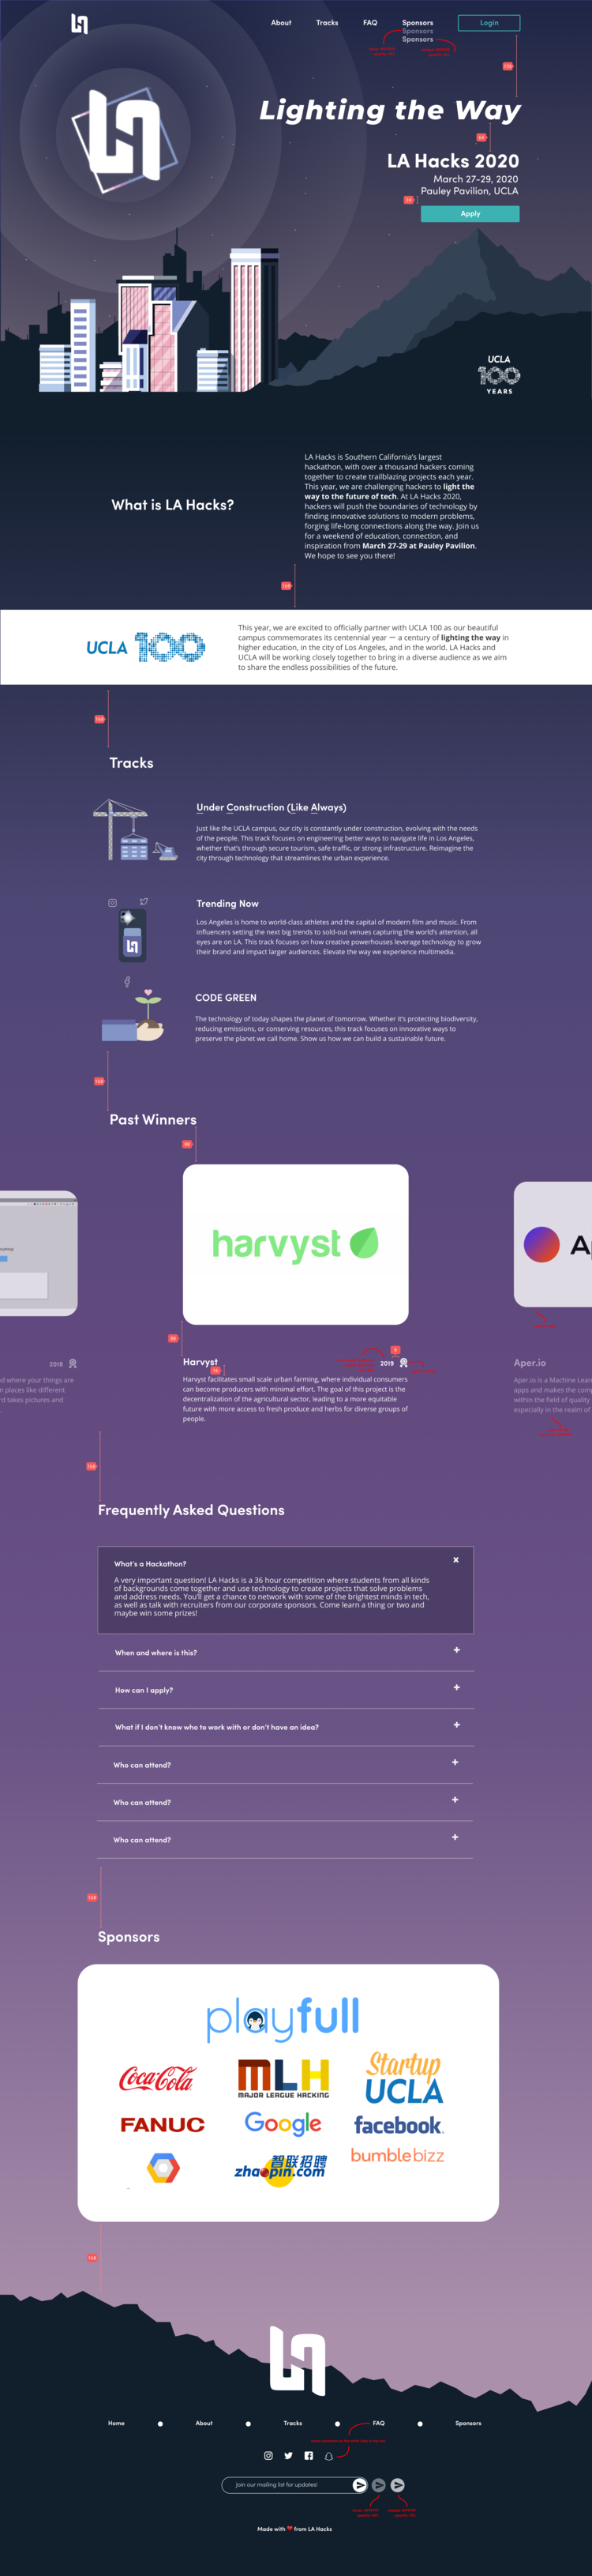 About Tracks FAQ Sponsors Login
Sponsors
Sponsors
Lighting the Way
LA Hacks 2020
March 27-29, 2020
Pauley Pavilion, UCLA
Apply
UCLA
100
YEARS
What is LA Hacks?
LA Hacks is Southern California's largest
hackathon, with over a thousand hackers coming
together to create trailblazing projects each year.
This year, we are challenging hackers to light the
way to the future of tech. At LA Hacks 2020,
hackers will push the boundaries of technology by
finding innovative solutions to modern problems,
forging life-long connections along the way. Join us
for a weekend of education, connection, and
inspiration from March 27-29 at Pauley Pavilion.
We hope to see you there!
UCLA 100
This year, we are excited to officially partner with UCLA 100 as our beautiful
campus commemorates its centennial year — a century of lighting the way in
higher education, in the city of Los Angeles, and in the world. LA Hacks and
UCLA will be working closely together to bring in a diverse audience as we aim
to share the endless possibilities of the future.
Tracks
Under Construction (Like Always)
Just like the UCLA campus, our city is constantly under construction, evolving with the needs
of the people. This track focuses on engineering better ways to navigate life in Los Angeles,
whether that's through secure tourism, safe traffic, or strong infrastructure. Reimagine the
city through technology that streamlines the urban experience.
Trending Now
Los Angeles is home to world-class athletes and the capital of modern film and music. From
influencers setting the next big trends to sold-out venues capturing the world's attention, all
eyes are on LA. This track focuses on how creative powerhouses leverage technology to grow
their brand and impact larger audiences. Elevate the way we experience multimedia.
CODE GREEN
The technology of today shapes the planet of tomorrow. Whether it's protecting biodiversity,
reducing emissions, or conserving resources, this track focuses on innovative ways to
preserve the planet we call home. Show us how we can build a sustainable future.
Past Winners
harvyst
Ap
2018
d where your things are
n places like different
rd takes pictures and
Harvyst
2019
Harvyst facilitates small scale urban farming, where individual consumers
can become producers with minimal effort. The goal of this project is the
decentralization of the agricultural sector, leading to a more equitable
future with more access to fresh produce and herbs for diverse groups of
people.
Aper.io
Aper.io is a Machine Lear
apps and makes the com
within the field of quality
especially in the realm of
Frequently Asked Questions
What's a Hackathon?
A very important question! LA Hacks is a 36 hour competition where students from all kinds
of backgrounds come together and use technology to create projects that solve problems
and address needs. You'll get a chance to network with some of the brightest minds in tech,
as well as talk with recruiters from our corporate sponsors. Come learn a thing or two and
maybe win some prizes!
When and where is this?
How can I apply?
What if I don't know who to work with or don't have an idea?
Who can attend?
Who can attend?
Who can attend?
Sponsors
playfull
Coca-Cola
MLH
MAJOR LEAGUE HACKING
Startup
UCLA
FANUC
Google
facebook
智联招聘
zhaopin.com
bumble bizz
Home About Tracks FAQ Sponsors
Join our mailing list for updates!
Made with ❤ from LA Hacks